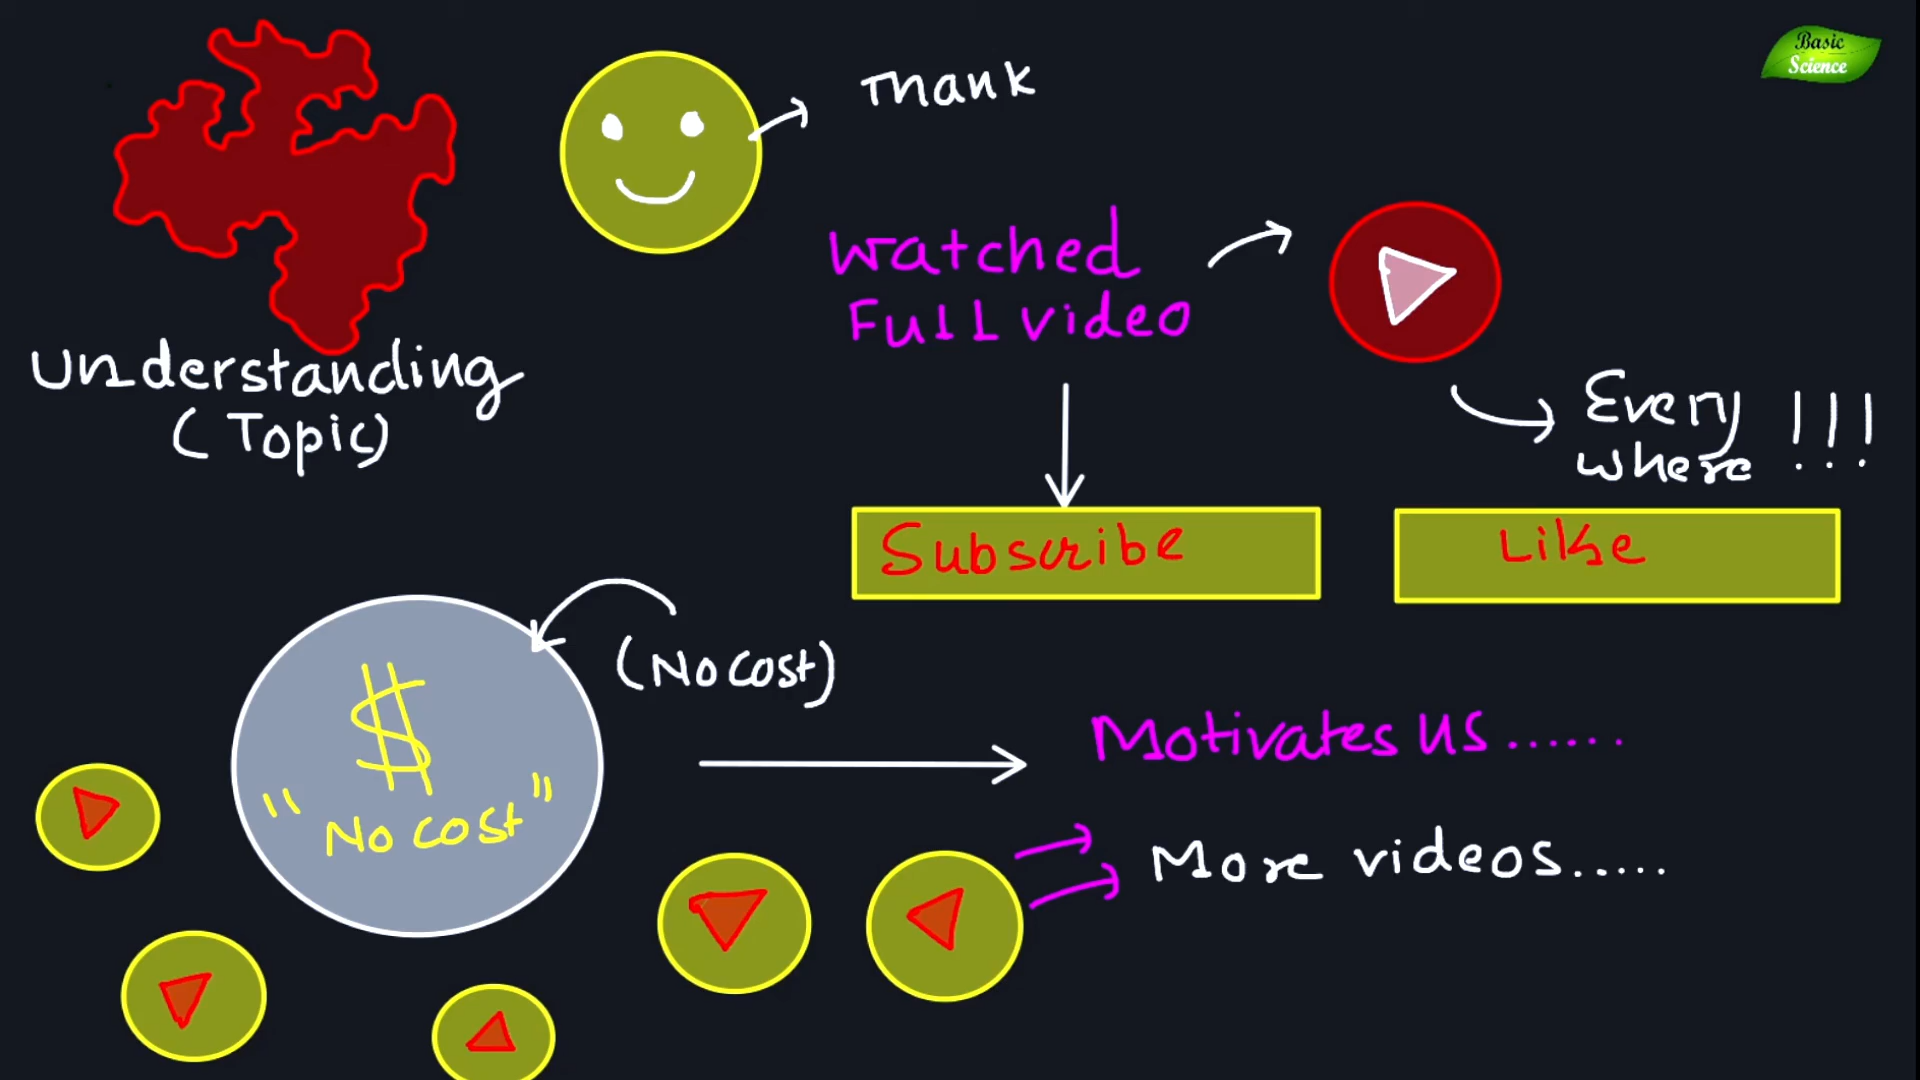 Basic
Science
Thank
Watched
Full video
Understanding
(Topic)
Every
where !!!
Subscribe
Like
(No cost)
$
"No cost"
Motivates us......
More videos.....